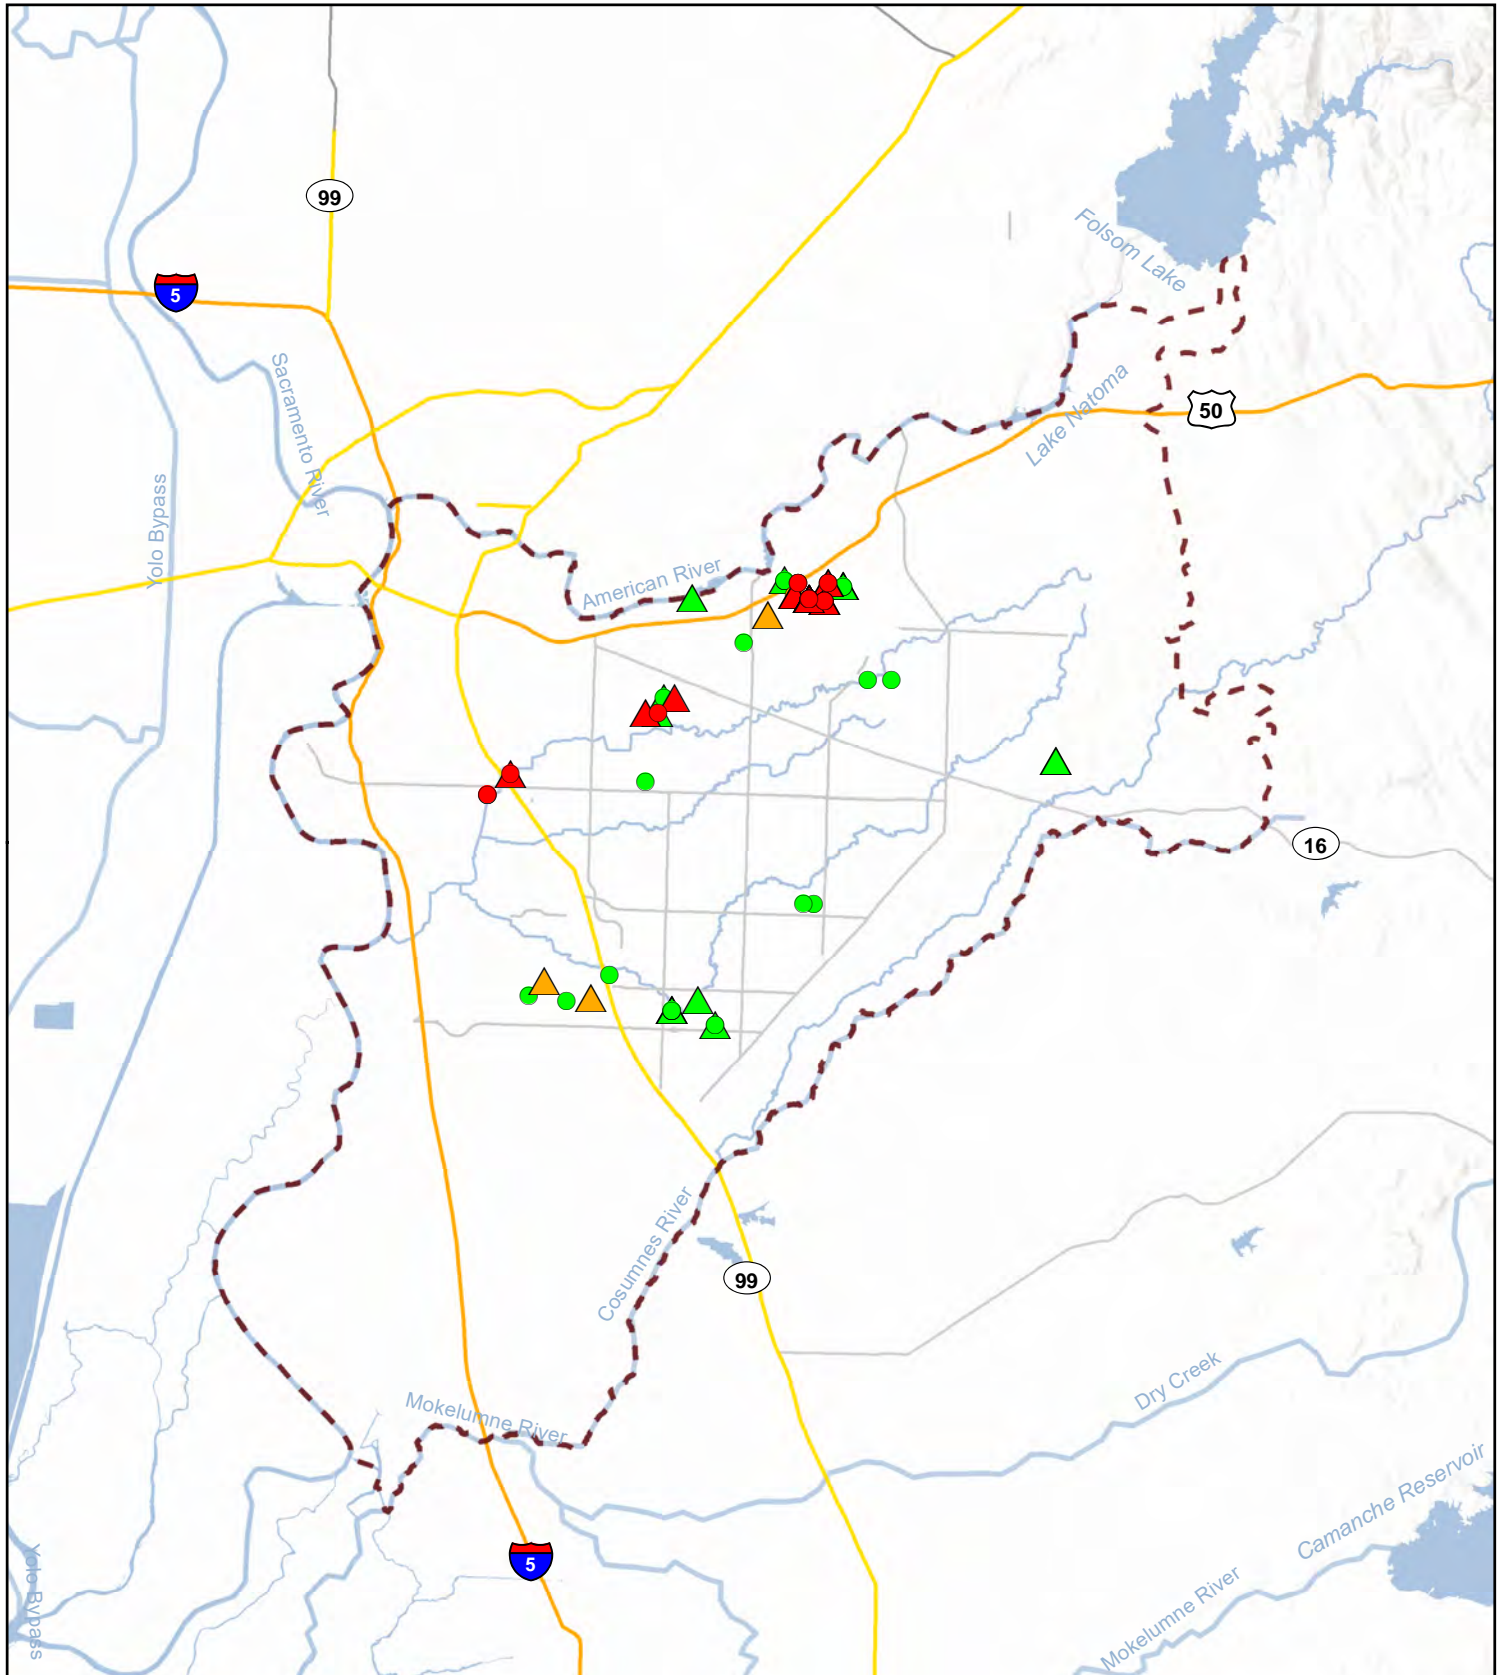 99
Folsom Lake
5
Sacramento River
Lake Natoma
50
Yolo Bypass
American River
16
Cosumnes River
99
Mokelumne River
Dry Creek
Camanche Reservoir
5
Yolo Bypass
Mokelumne River